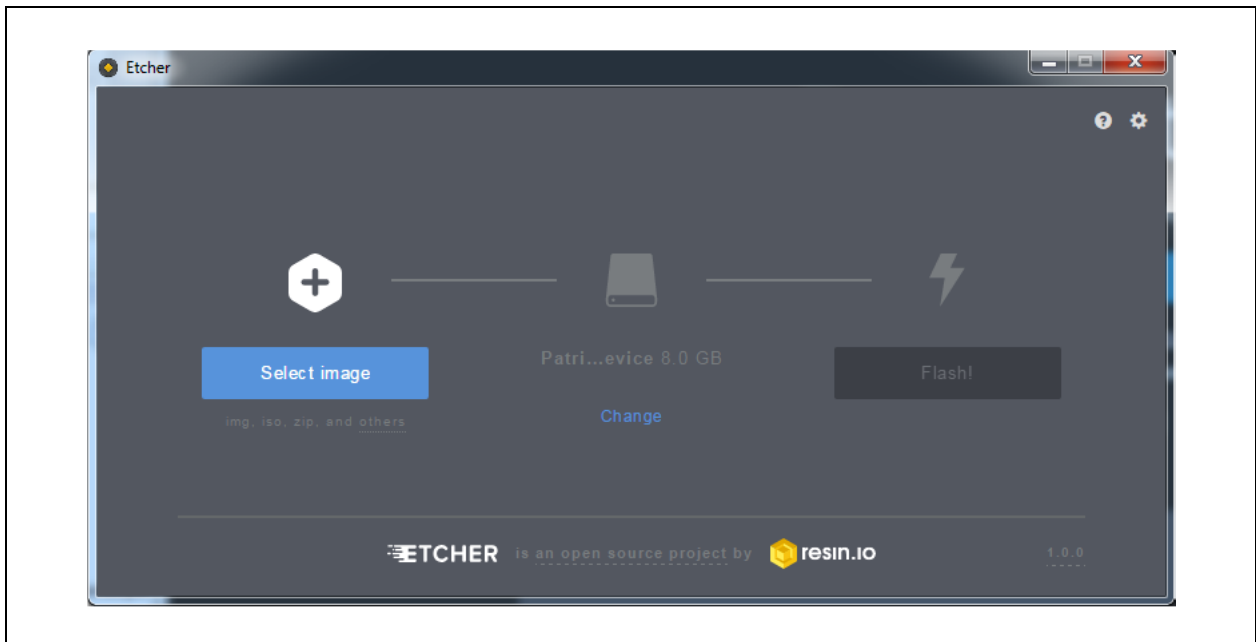 Etcher
Select image
img, iso, zip, and others
Patri...evice 8.0 GB
Change
Flash!
ETCHER is an open source project by resin.io 1.0.0